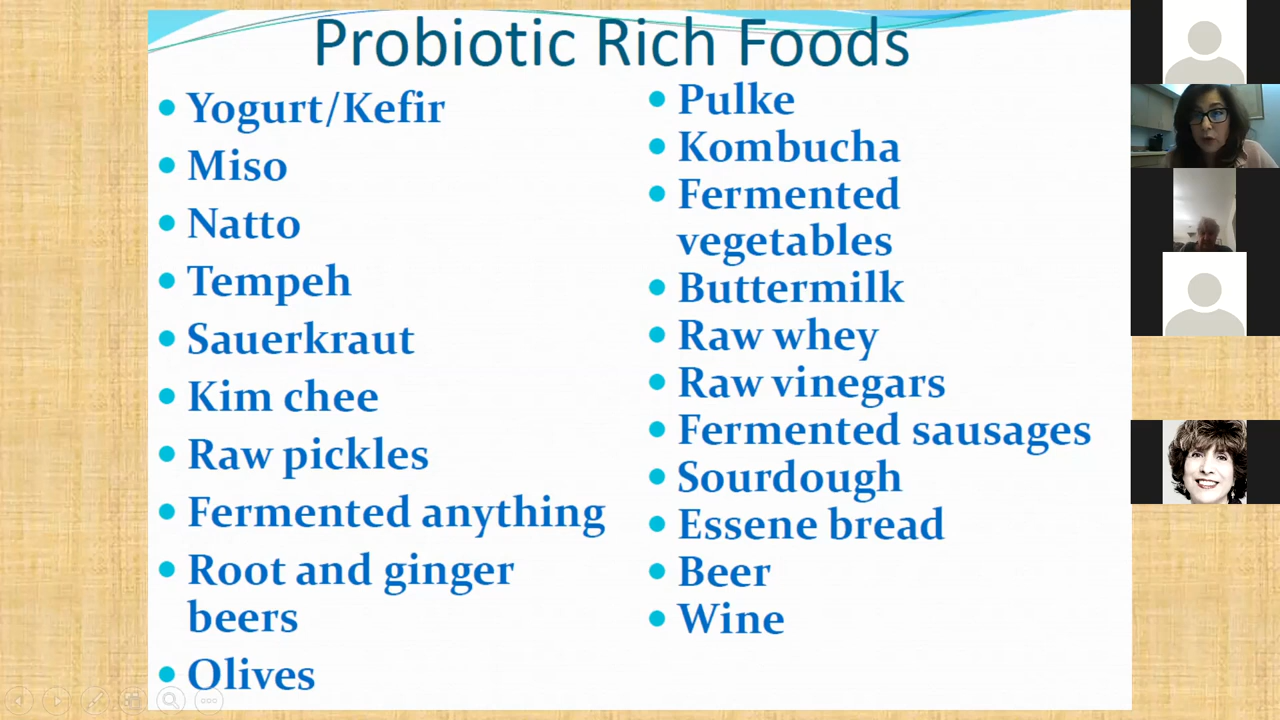 Probiotic Rich Foods
• Yogurt/Kefir
• Miso
• Natto
• Tempeh
• Sauerkraut
• Kim chee
• Raw pickles
• Fermented anything
• Root and ginger
beers
• Olives
• Pulke
• Kombucha
• Fermented
vegetables
• Buttermilk
• Raw whey
• Raw vinegars
• Fermented sausages
• Sourdough
• Essene bread
• Beer
• Wine